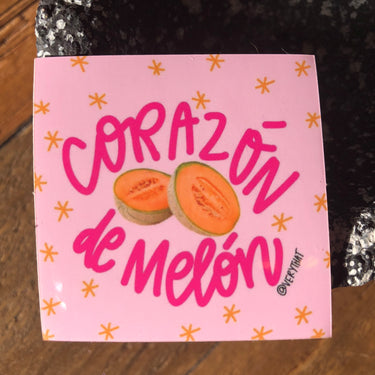 CORAZÓN
de Melón
@VERYTHAT